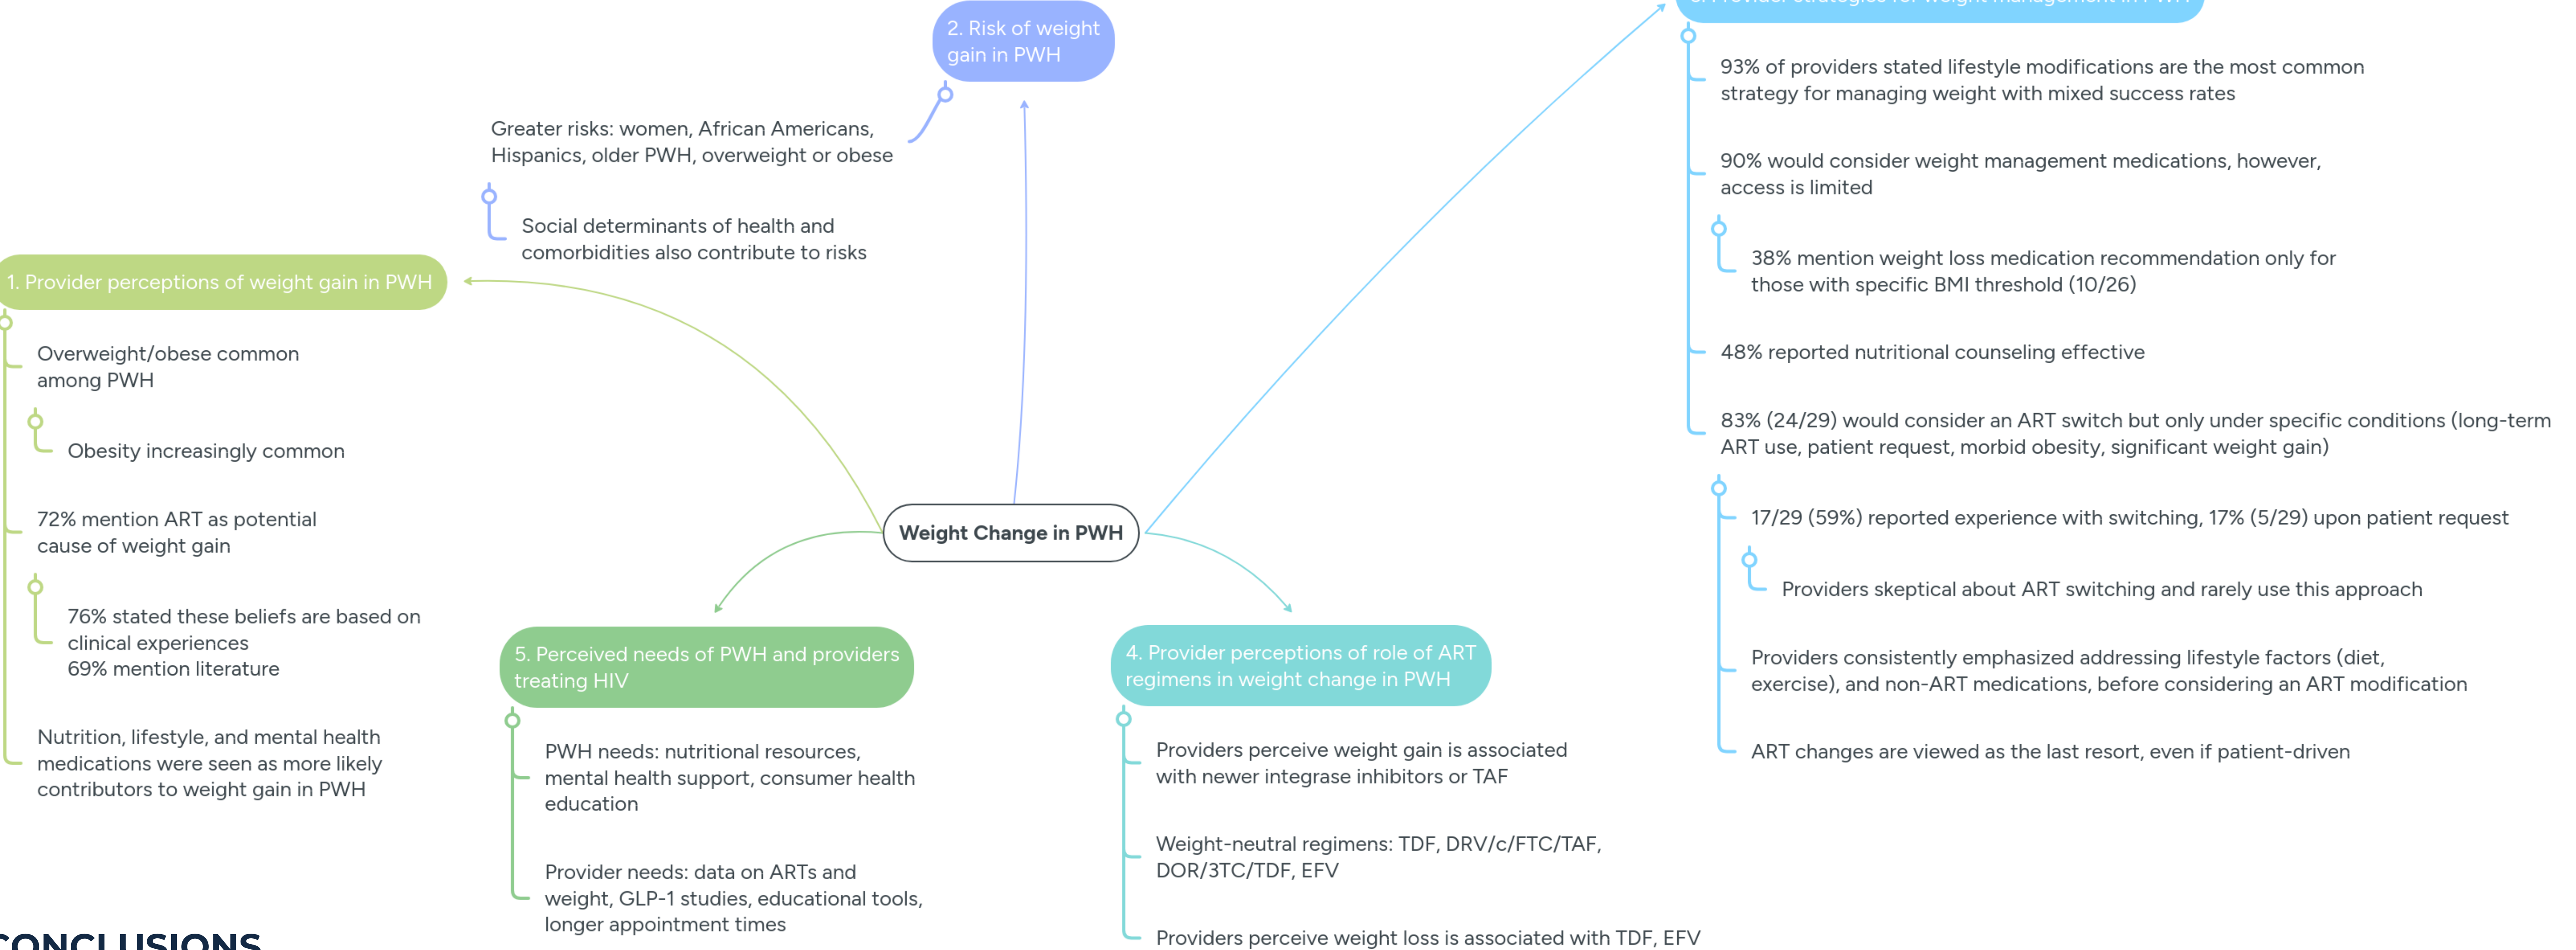 2. Risk of weight
gain in PWH
Greater risks: women, African Americans,
Hispanics, older PWH, overweight or obese
Social determinants of health and
comorbidities also contribute to risks
1. Provider perceptions of weight gain in PWH
Overweight/obese common
among PWH
Obesity increasingly common
72% mention ART as potential
cause of weight gain
76% stated these beliefs are based on
clinical experiences
69% mention literature
Nutrition, lifestyle, and mental health
medications were seen as more likely
contributors to weight gain in PWH
Weight Change in PWH
5. Perceived needs of PWH and providers
treating HIV
PWH needs: nutritional resources,
mental health support, consumer health
education
Provider needs: data on ARTs and
weight, GLP-1 studies, educational tools,
longer appointment times
4. Provider perceptions of role of ART
regimens in weight change in PWH
Providers perceive weight gain is associated
with newer integrase inhibitors or TAF
Weight-neutral regimens: TDF, DRV/c/FTC/TAF,
DOR/3TC/TDF, EFV
Providers perceive weight loss is associated with TDF, EFV
Provider strategies for weight management in PWH
93% of providers stated lifestyle modifications are the most common
strategy for managing weight with mixed success rates
90% would consider weight management medications, however,
access is limited
38% mention weight loss medication recommendation only for
those with specific BMI threshold (10/26)
48% reported nutritional counseling effective
83% (24/29) would consider an ART switch but only under specific conditions (long-term
ART use, patient request, morbid obesity, significant weight gain)
17/29 (59%) reported experience with switching, 17% (5/29) upon patient request
Providers skeptical about ART switching and rarely use this approach
Providers consistently emphasized addressing lifestyle factors (diet,
exercise), and non-ART medications, before considering an ART modification
ART changes are viewed as the last resort, even if patient-driven
CONCLUSIONS